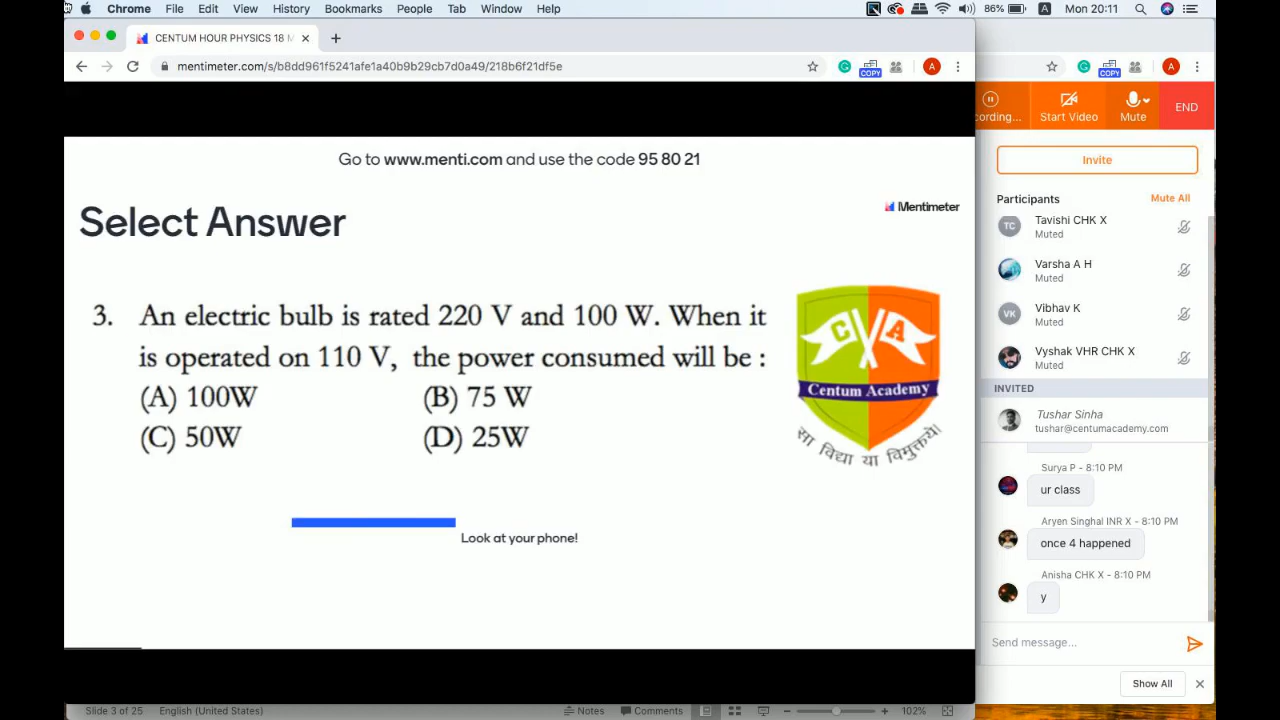 Chrome File Edit View History Bookmarks People Tab Window Help
86% A Mon 20:11
CENTUM HOUR PHYSICS 18 M
mentimeter.com/s/b8dd961f5241afe1a40b9b29cb7d0a49/218b6f21df5e
COPY A
COPY A
cording... Start Video Mute END
Go to www.menti.com and use the code 95 80 21
Mentimeter
Select Answer
3. An electric bulb is rated 220 V and 100 W. When it
is operated on 110 V, the power consumed will be :
(A) 100W (B) 75 W
(C) 50W (D) 25W
C A
Centum Academy
सा विद्या या विमुक्तये।
Look at your phone!
Invite
Participants Mute All
TC Tavishi CHK X
Muted
Varsha A H
Muted
VK Vibhav K
Muted
Vyshak VHR CHK X
Muted
INVITED
Tushar Sinha
tushar@centumacademy.com
Surya P - 8:10 PM
ur class
Aryen Singhal INR X - 8:10 PM
once 4 happened
Anisha CHK X - 8:10 PM
y
Send message...
Show All
Slide 3 of 25 English (United States) Notes Comments 102%